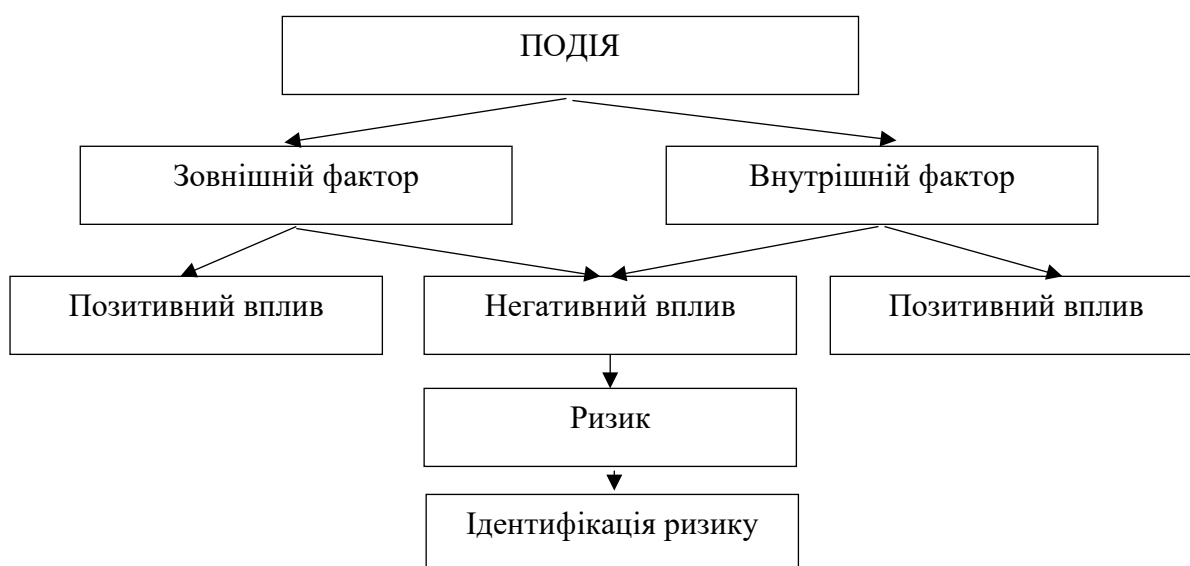 ПОДІЯ
Зовнішній фактор
Внутрішній фактор
Позитивний вплив
Негативний вплив
Позитивний вплив
Ризик
Ідентифікація ризику